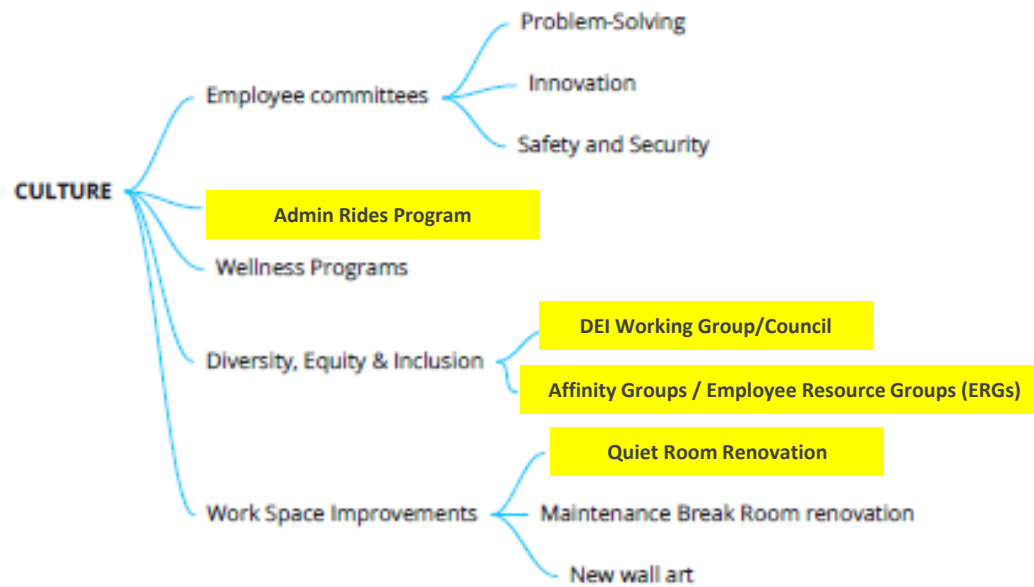 Problem-Solving
Employee committees
Innovation
Safety and Security
CULTURE
Admin Rides Program
Wellness Programs
DEI Working Group/Council
Diversity, Equity & Inclusion
Affinity Groups / Employee Resource Groups (ERGs)
Quiet Room Renovation
Work Space Improvements
Maintenance Break Room renovation
New wall art